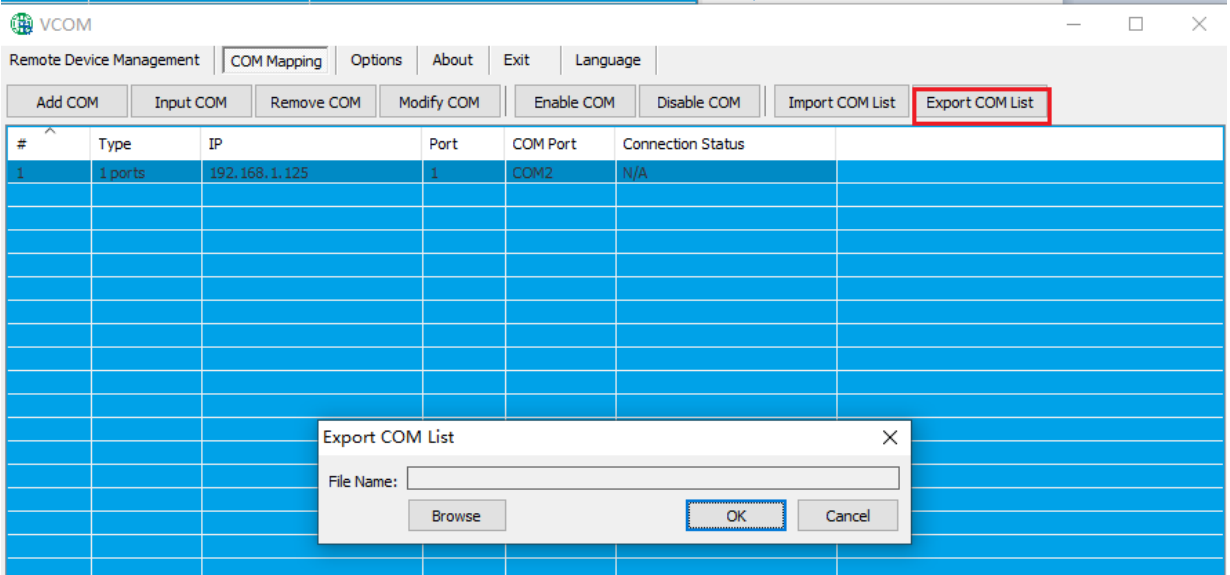 VCOM
Remote Device Management COM Mapping Options About Exit Language
Add COM Input COM Remove COM Modify COM Enable COM Disable COM Import COM List Export COM List
# Type IP Port COM Port Connection Status
1 1 ports 192.168.1.125 1 COM2 N/A
Export COM List
File Name:
Browse OK Cancel